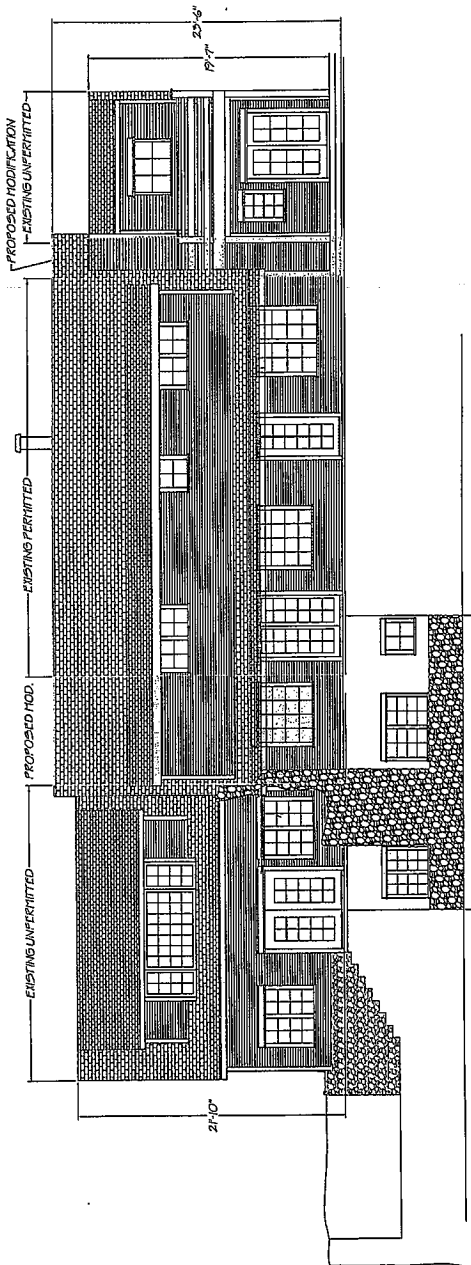 EXISTING UNPERMITTED
PROPOSED MOD.
EXISTING PERMITTED
PROPOSED MODIFICATION
EXISTING UNPERMITTED
21'-10"
19'-7"
23'-6"